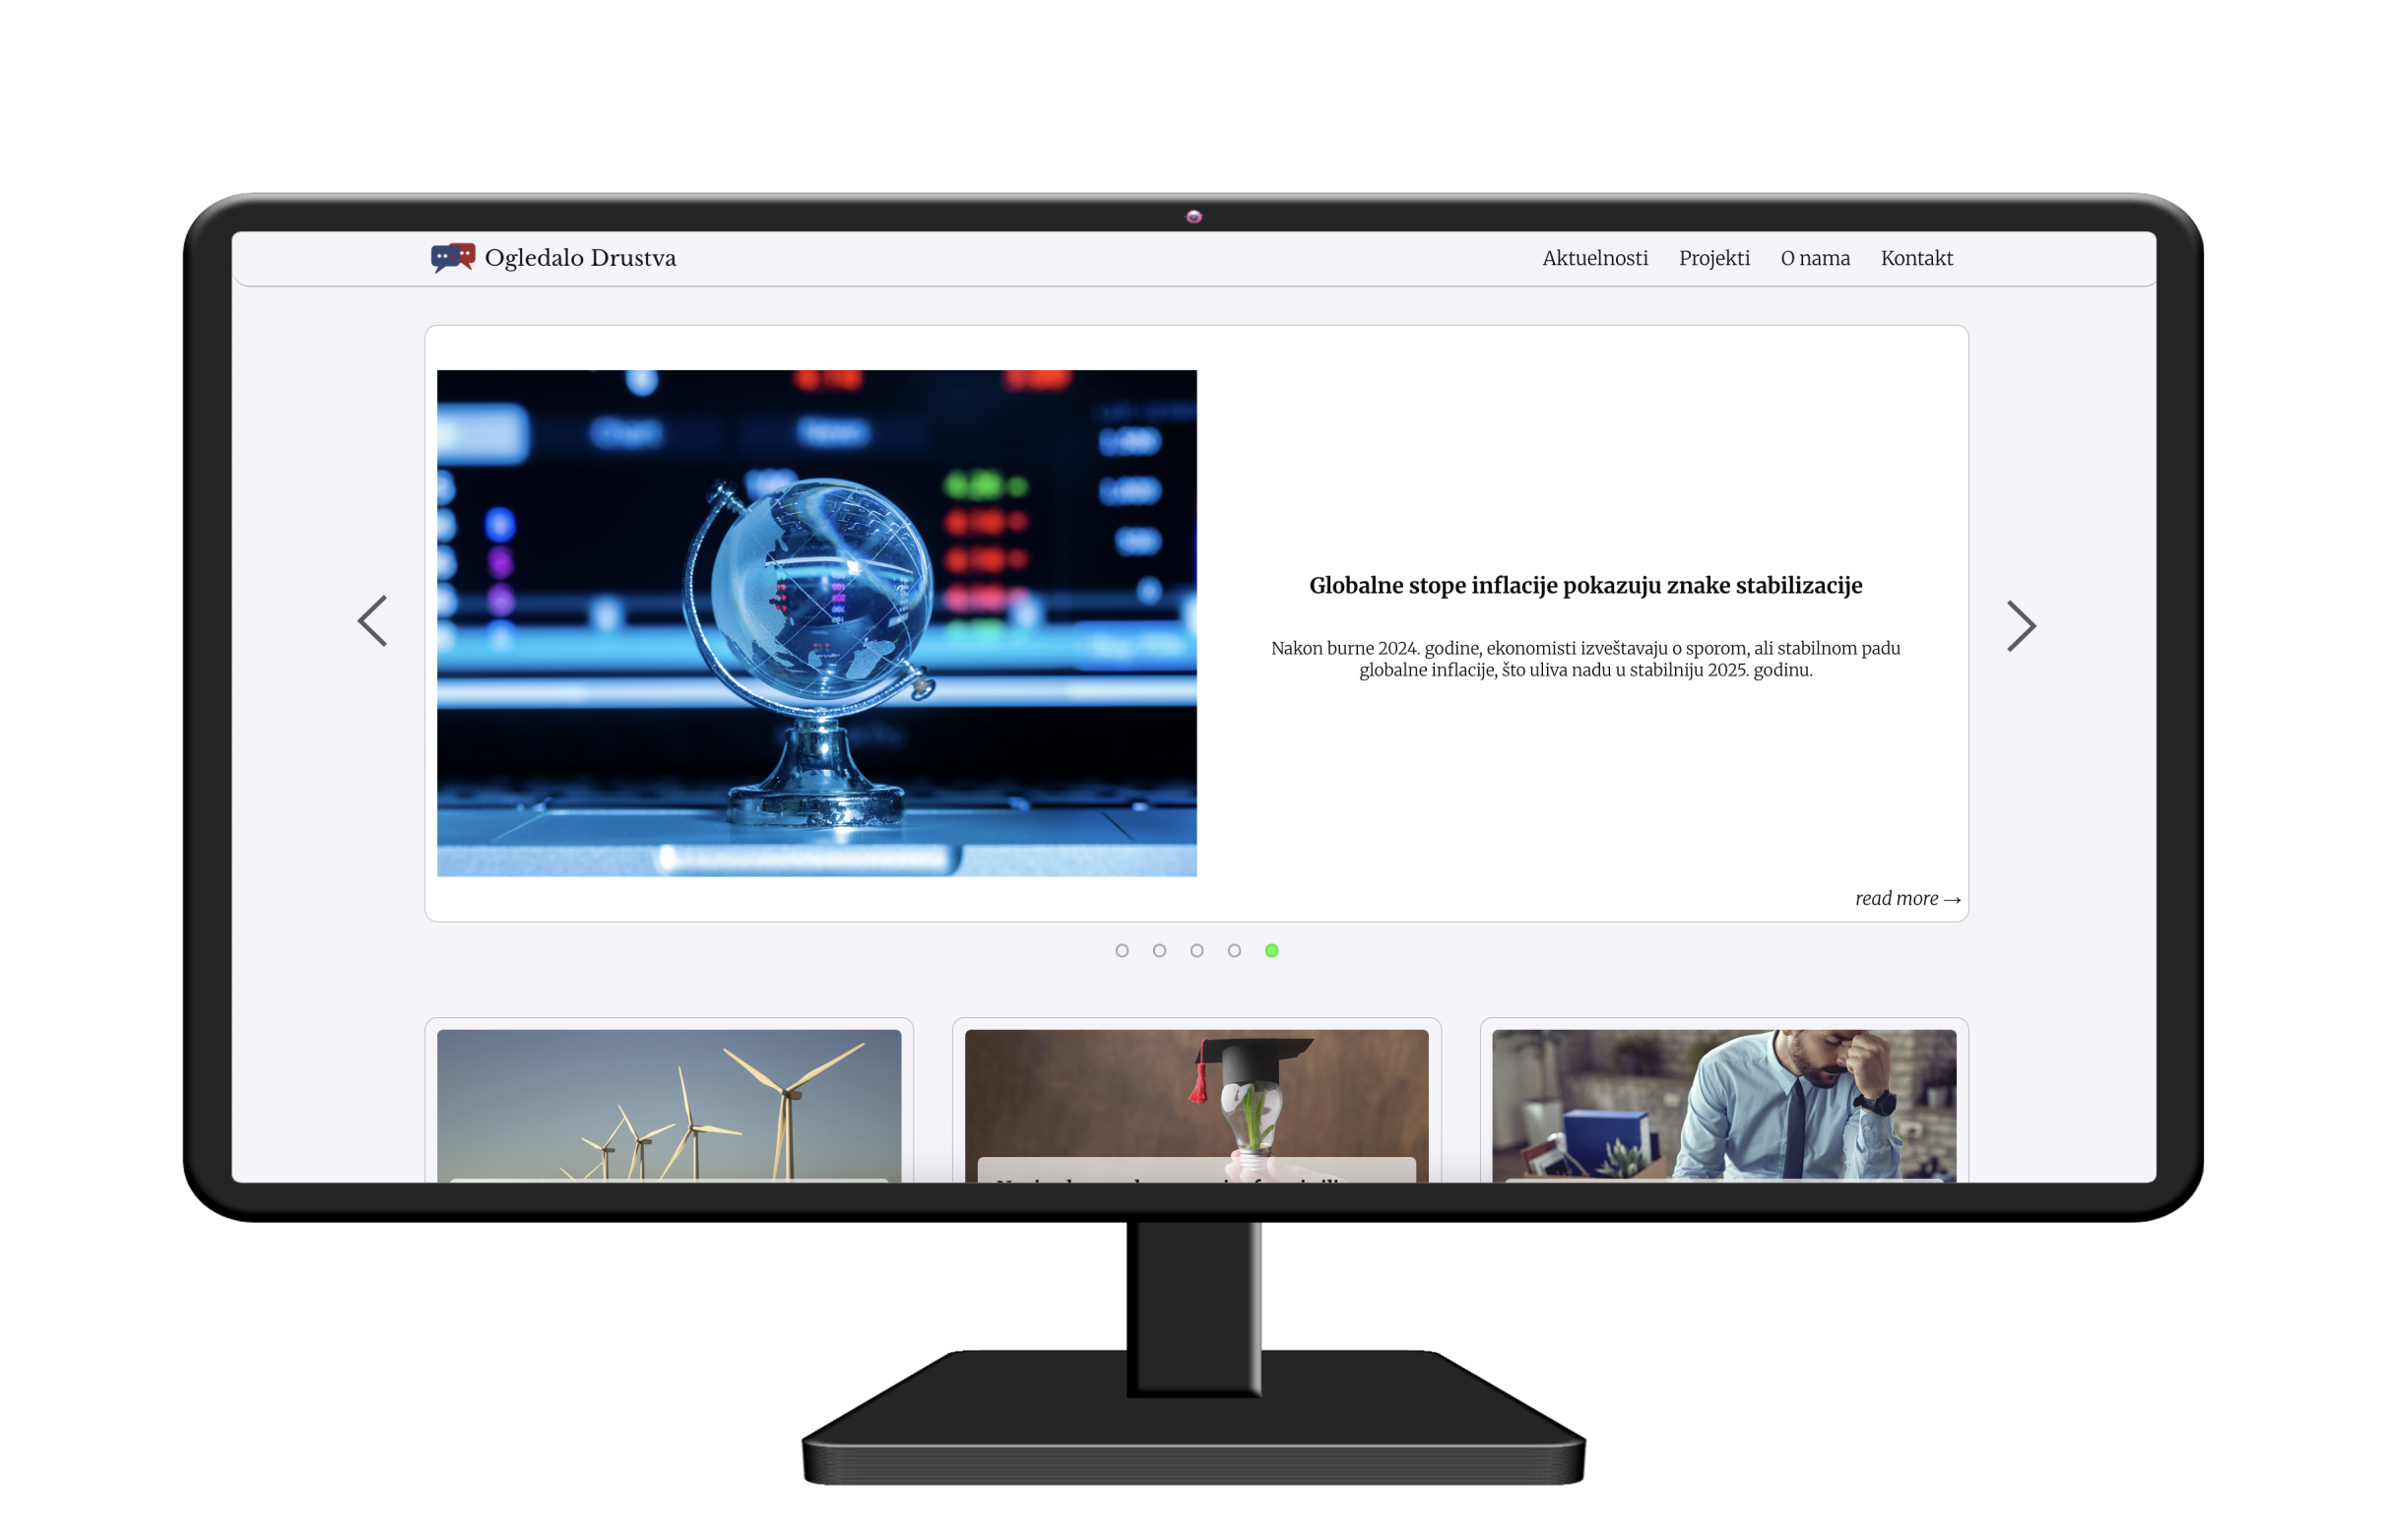 Ogledalo Drustva
Aktuelnosti Projekti O nama Kontakt
Globalne stope inflacije pokazuju znake stabilizacije
Nakon burne 2024. godine, ekonomisti izveštavaju o sporom, ali stabilnom padu
globalne inflacije, što uliva nadu u stabilniju 2025. godinu.
read more →